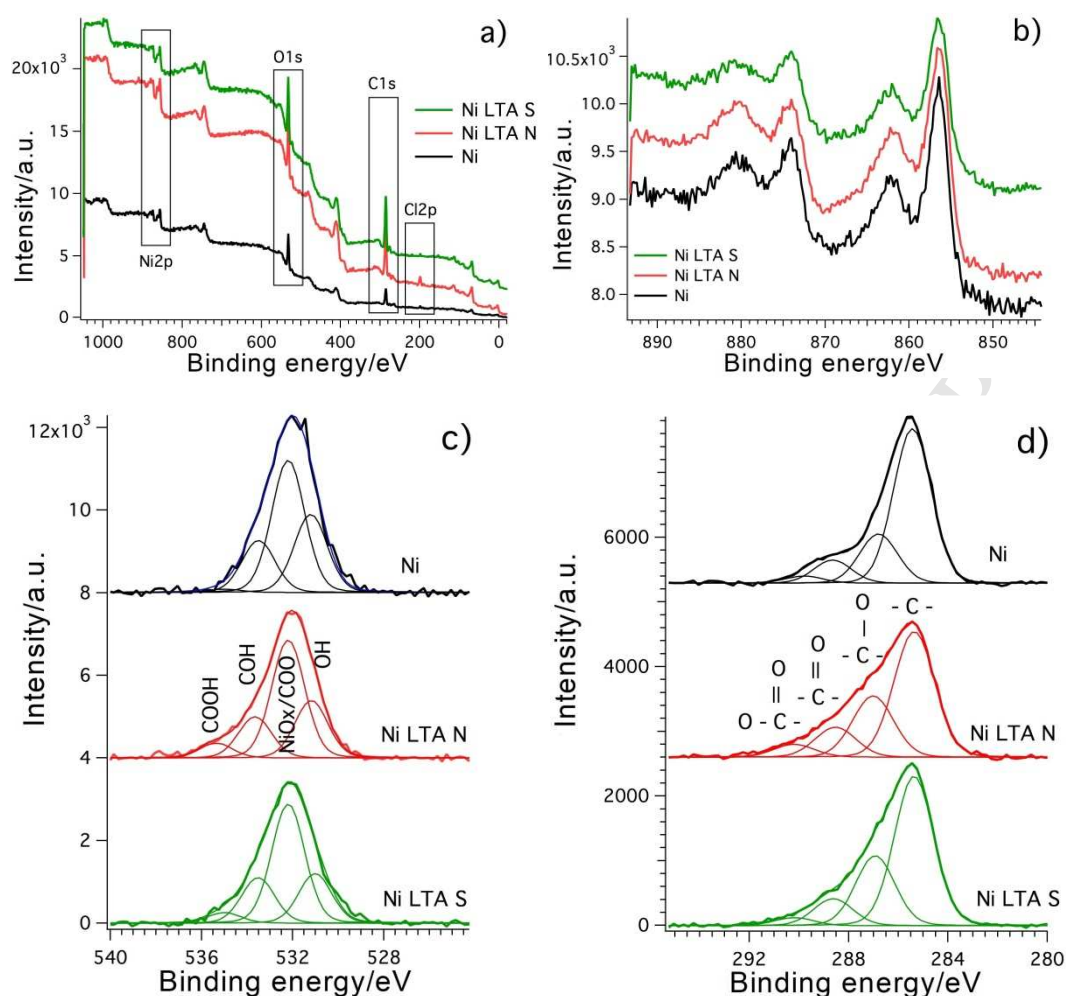 a)
20x10³
15
10
5
0
Intensity/a.u.
O1s
C1s
Ni2p
Cl2p
Ni LTA S
Ni LTA N
Ni
1000 800 600 400 200 0
Binding energy/eV
b)
10.5x10³
10.0
9.5
9.0
8.5
8.0
Intensity/a.u.
Ni LTA S
Ni LTA N
Ni
890 880 870 860 850
Binding energy/eV
c)
12x10³
10
8
6
4
2
0
Intensity/a.u.
Ni
COOH
COH
NiOx/COO
OH
Ni LTA N
Ni LTA S
540 536 532 528
Binding energy/eV
d)
6000
4000
2000
0
Intensity/a.u.
Ni
- C -
O
- C -
O
- C -
O
O - C -
Ni LTA N
Ni LTA S
292 288 284 280
Binding energy/eV